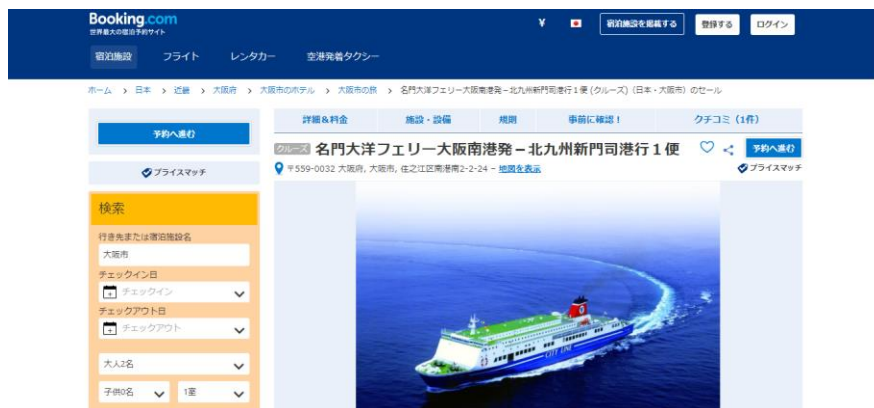 Booking.com
世界最大の宿泊予約サイト
¥
宿泊施設を掲載する
登録する
ログイン
宿泊施設 フライト レンタカー 空港発着タクシー
ホーム > 日本 > 近畿 > 大阪府 > 大阪市のホテル > 大阪市の旅 > 名門大洋フェリー大阪南港発－北九州新門司港行１便 (クルーズ) (日本・大阪市) のセール
予約へ進む
プライスマッチ
検索
行き先または宿泊施設名
大阪市
チェックイン日
チェックイン
チェックアウト日
チェックアウト
大人2名
子供0名 1室
詳細&料金 施設・設備 規則 事前に確認！ クチコミ (1件)
クルーズ 名門大洋フェリー大阪南港発－北九州新門司港行１便
予約へ進む
〒559-0032 大阪府, 大阪市, 住之江区南港南2-2-24 – 地図を表示
プライスマッチ
CITY LINE